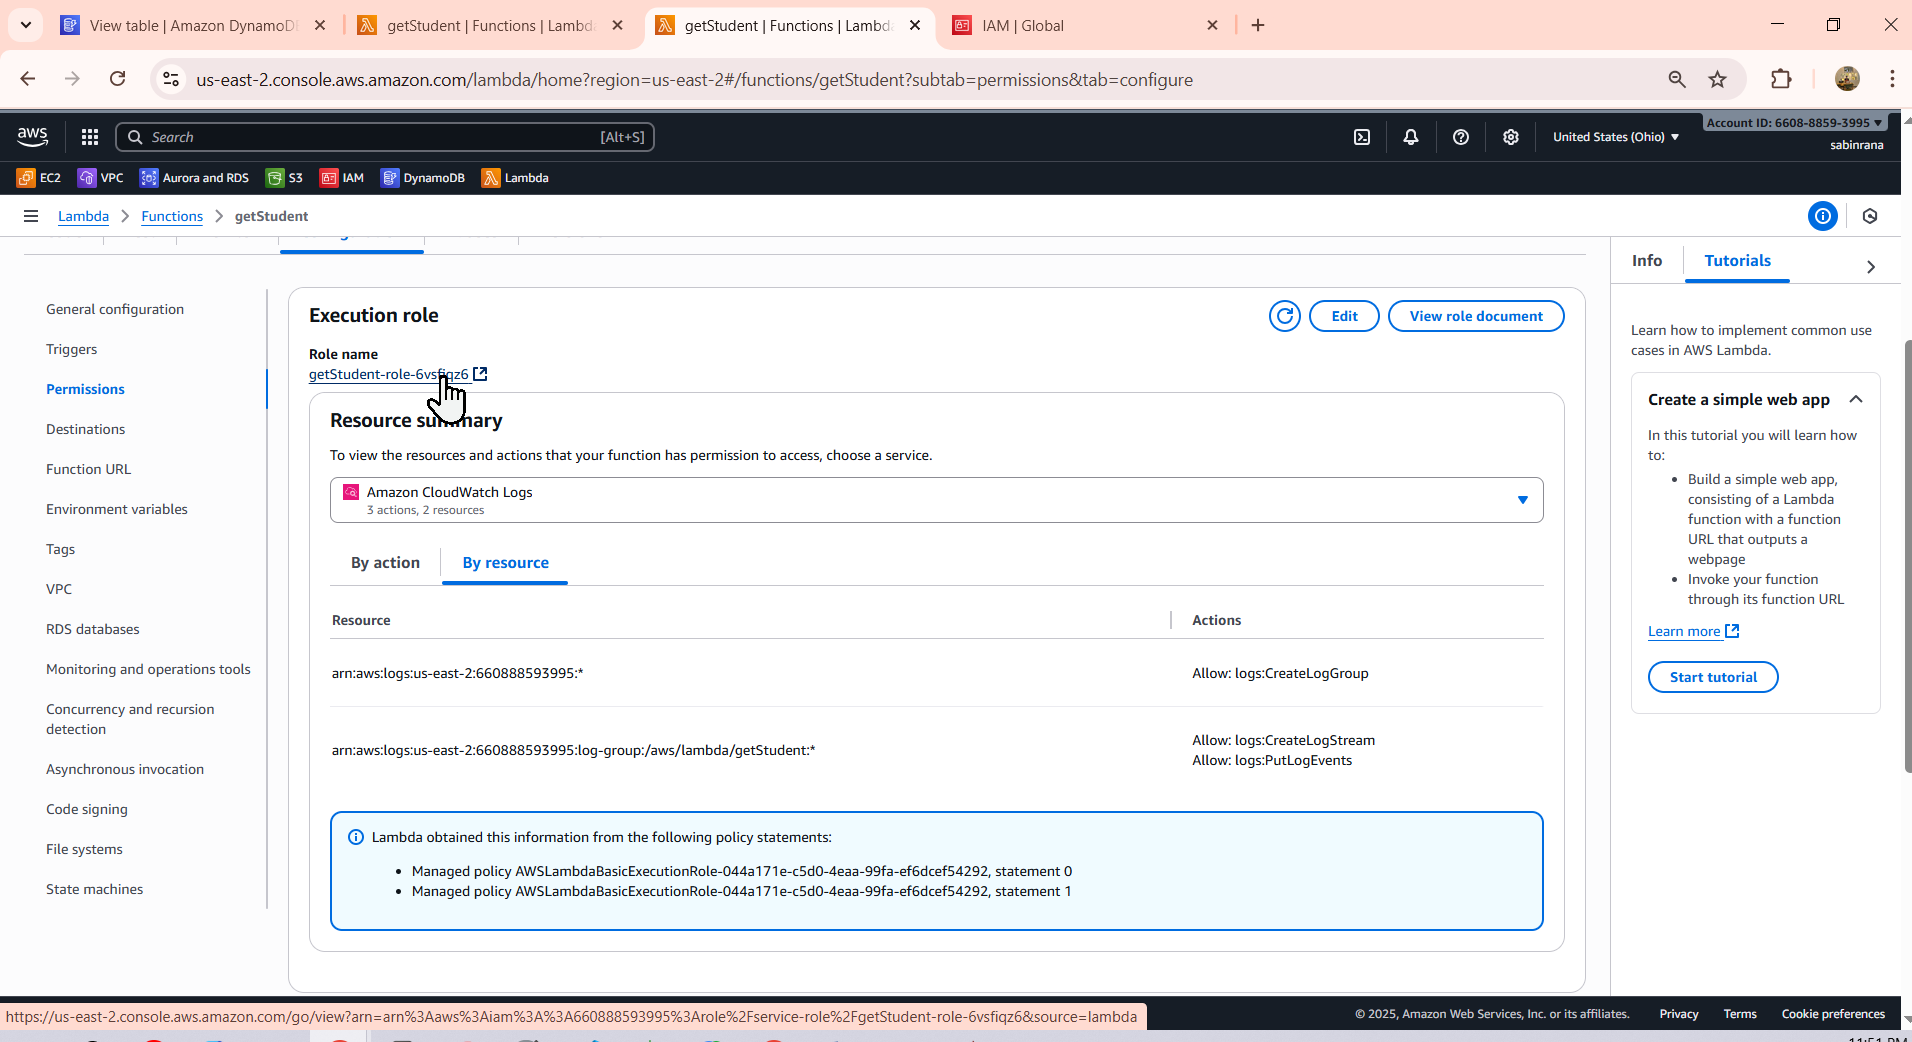 View table | Amazon DynamoDB
getStudent | Functions | Lambda
getStudent | Functions | Lambda
IAM | Global
us-east-2.console.aws.amazon.com/lambda/home?region=us-east-2#/functions/getStudent?subtab=permissions&tab=configure
aws
Search
[Alt+S]
United States (Ohio)
Account ID: 6608-8859-3995
sabinrana
EC2
VPC
Aurora and RDS
S3
IAM
DynamoDB
Lambda
Lambda
Functions
getStudent
General configuration
Triggers
Permissions
Destinations
Function URL
Environment variables
Tags
VPC
RDS databases
Monitoring and operations tools
Concurrency and recursion
detection
Asynchronous invocation
Code signing
File systems
State machines
Execution role
Edit
View role document
Role name
getStudent-role-6vsfiqz6
Resource summary
To view the resources and actions that your function has permission to access, choose a service.
Amazon CloudWatch Logs
3 actions, 2 resources
By action
By resource
Resource
Actions
arn:aws:logs:us-east-2:660888593995:*
Allow: logs:CreateLogGroup
arn:aws:logs:us-east-2:660888593995:log-group:/aws/lambda/getStudent:*
Allow: logs:CreateLogStream
Allow: logs:PutLogEvents
Lambda obtained this information from the following policy statements:
• Managed policy AWSLambdaBasicExecutionRole-044a171e-c5d0-4eaa-99fa-ef6dcef54292, statement 0
• Managed policy AWSLambdaBasicExecutionRole-044a171e-c5d0-4eaa-99fa-ef6dcef54292, statement 1
Info
Tutorials
Learn how to implement common use
cases in AWS Lambda.
Create a simple web app
In this tutorial you will learn how
to:
• Build a simple web app,
consisting of a Lambda
function with a function
URL that outputs a
webpage
• Invoke your function
through its function URL
Learn more
Start tutorial
https://us-east-2.console.aws.amazon.com/go/view?arn=arn%3Aaws%3Aiam%3A%3A660888593995%3Arole%2Fservice-role%2FgetStudent-role-6vsfiqz6&source=lambda
© 2025, Amazon Web Services, Inc. or its affiliates.
Privacy
Terms
Cookie preferences